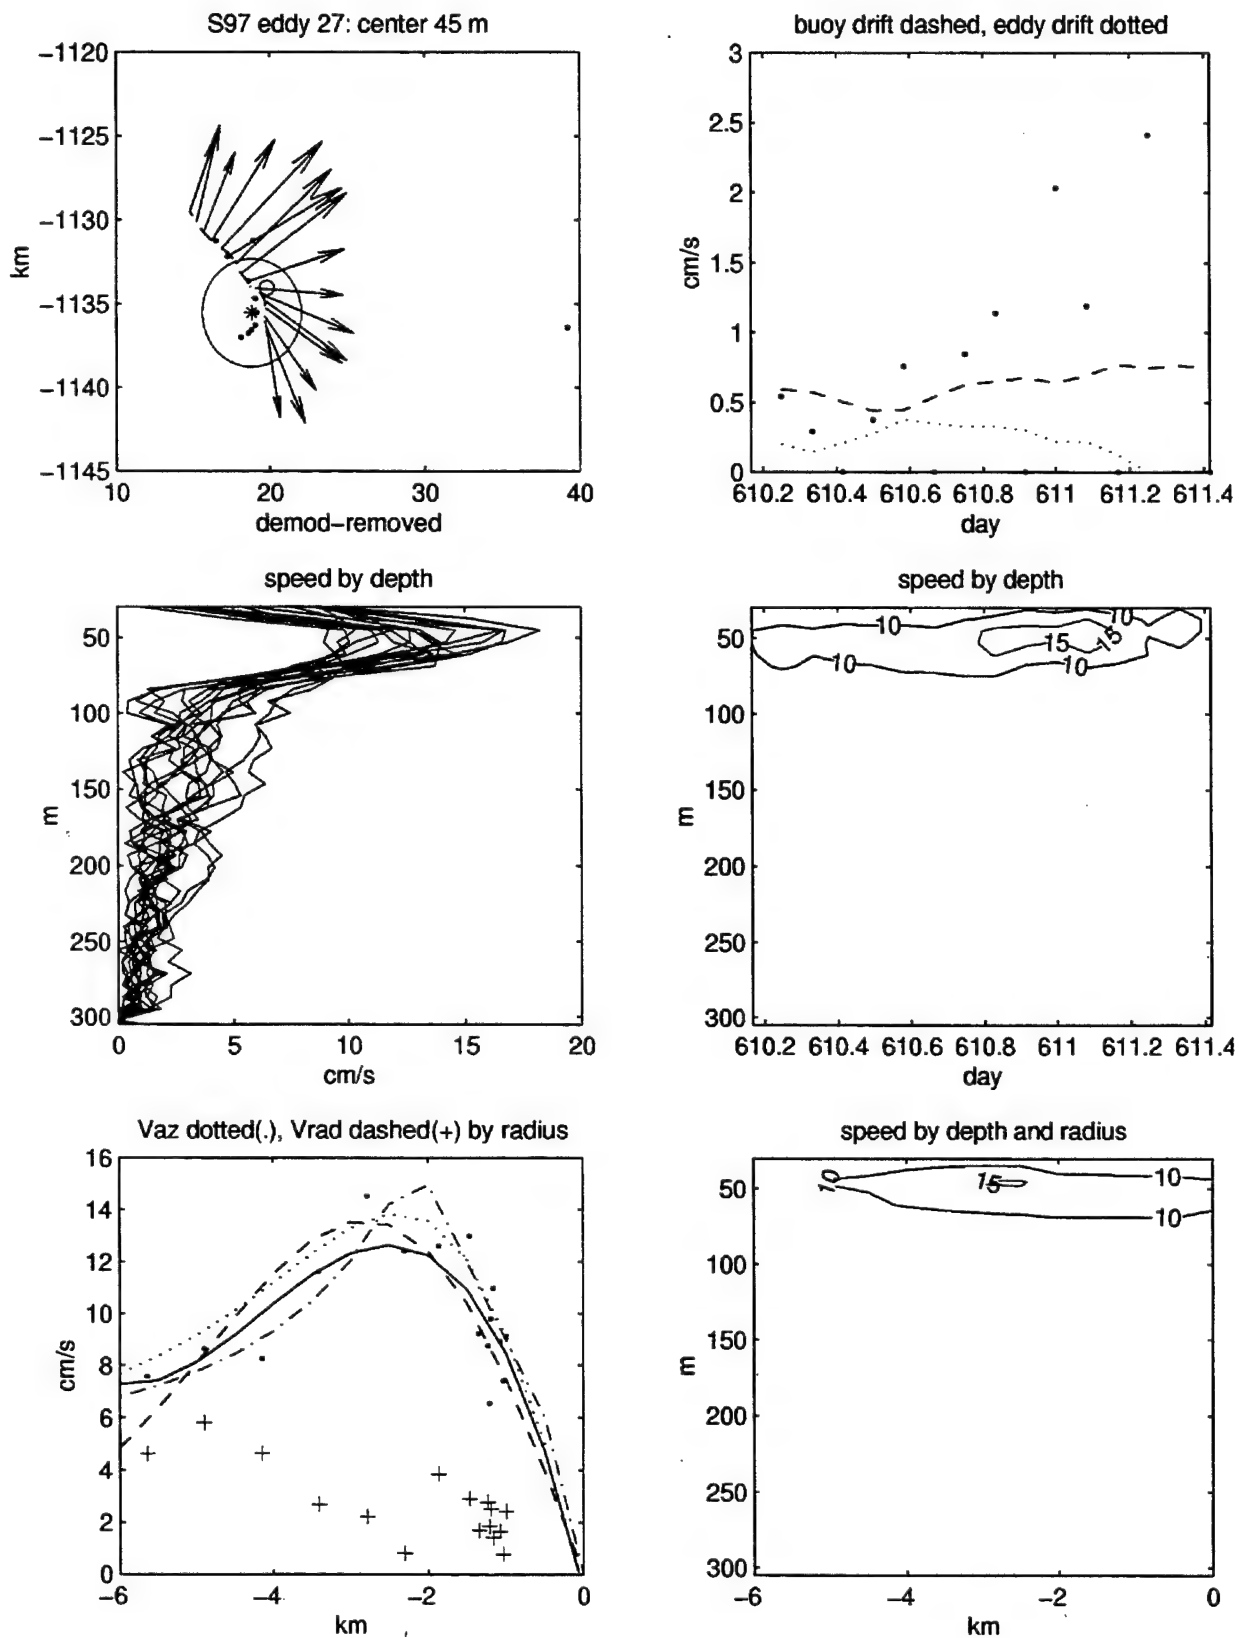 S97 eddy 27: center 45 m
-1120
-1125
-1130
-1135
-1140
-1145
km
10 20 30 40
demod-removed
buoy drift dashed, eddy drift dotted
3
2.5
2
1.5
1
0.5
0
cm/s
610.2 610.4 610.6 610.8 611 611.2 611.4
day
speed by depth
50
100
150
200
250
300
m
0 5 10 15 20
cm/s
speed by depth
50
100
150
200
250
300
m
10
10
15
15
10
10
610.2 610.4 610.6 610.8 611 611.2 611.4
day
Vaz dotted(.), Vrad dashed(+) by radius
16
14
12
10
8
6
4
2
0
cm/s
-6 -4 -2 0
km
speed by depth and radius
50
100
150
200
250
300
m
10
15
10
10
-6 -4 -2 0
km